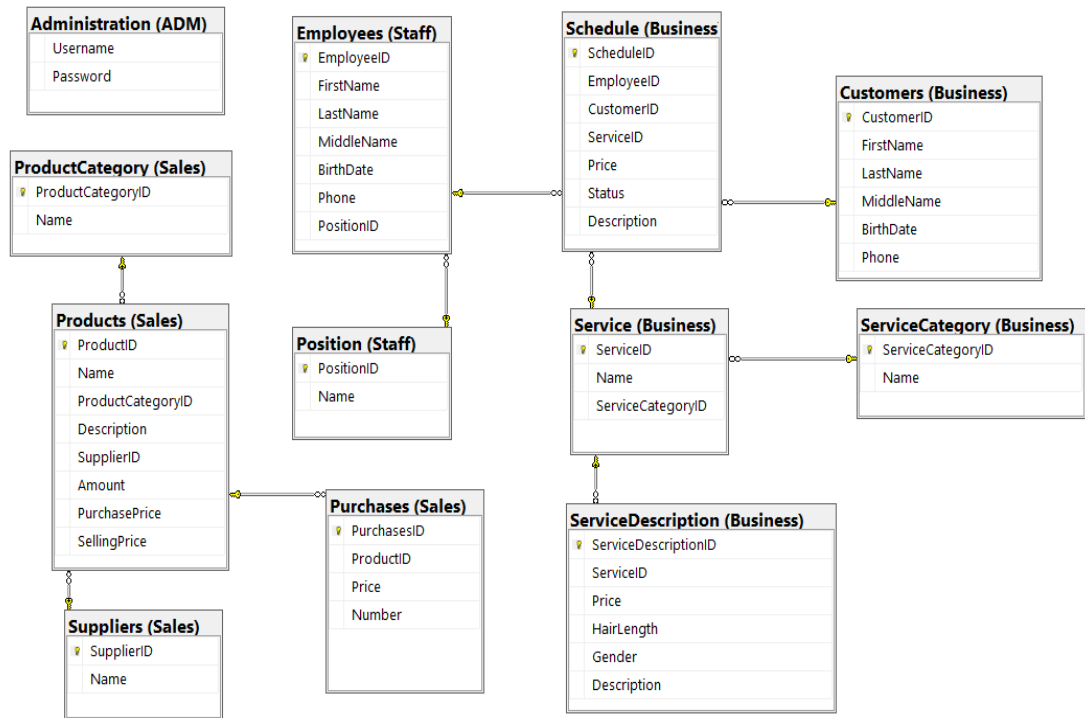 Administration (ADM)
Username
Password
Employees (Staff)
EmployeeID
FirstName
LastName
MiddleName
BirthDate
Phone
PositionID
Schedule (Business
ScheduleID
EmployeeID
CustomerID
ServiceID
Price
Status
Description
Customers (Business)
CustomerID
FirstName
LastName
MiddleName
BirthDate
Phone
ProductCategory (Sales)
ProductCategoryID
Name
Products (Sales)
ProductID
Name
ProductCategoryID
Description
SupplierID
Amount
PurchasePrice
SellingPrice
Position (Staff)
PositionID
Name
Service (Business)
ServiceID
Name
ServiceCategoryID
ServiceCategory (Business)
ServiceCategoryID
Name
Purchases (Sales)
PurchasesID
ProductID
Price
Number
ServiceDescription (Business)
ServiceDescriptionID
ServiceID
Price
HairLength
Gender
Description
Suppliers (Sales)
SupplierID
Name